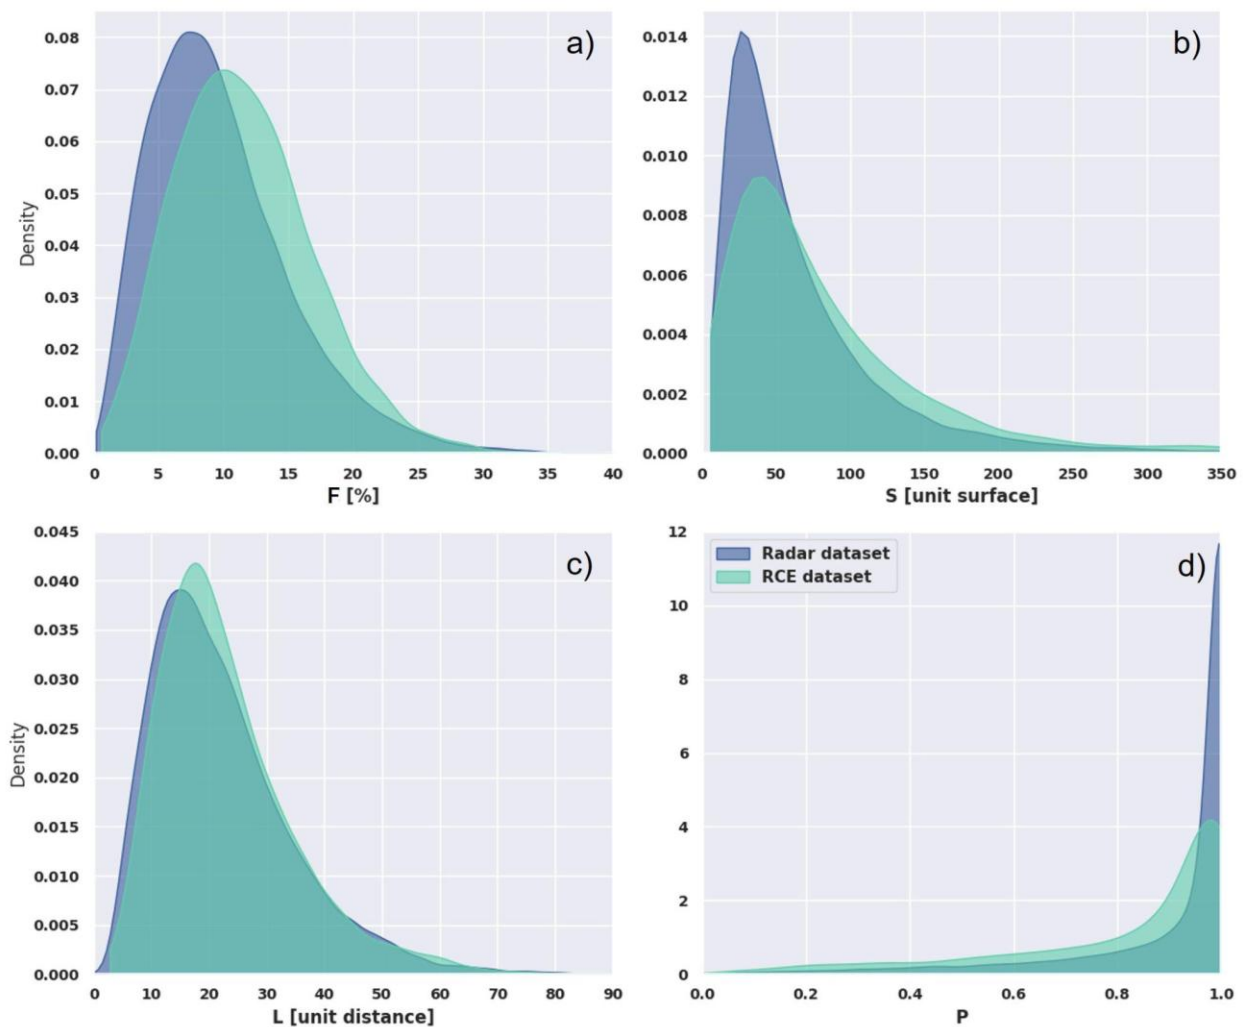 a)
0.08
0.07
0.06
0.05
0.04
0.03
0.02
0.01
0.00
Density
0 5 10 15 20 25 30 35 40
F [%]
b)
0.014
0.012
0.010
0.008
0.006
0.004
0.002
0.000
0 50 100 150 200 250 300 350
S [unit surface]
c)
0.045
0.040
0.035
0.030
0.025
0.020
0.015
0.010
0.005
0.000
Density
0 10 20 30 40 50 60 70 80 90
L [unit distance]
d)
Radar dataset
RCE dataset
12
10
8
6
4
2
0
0.0 0.2 0.4 0.6 0.8 1.0
P